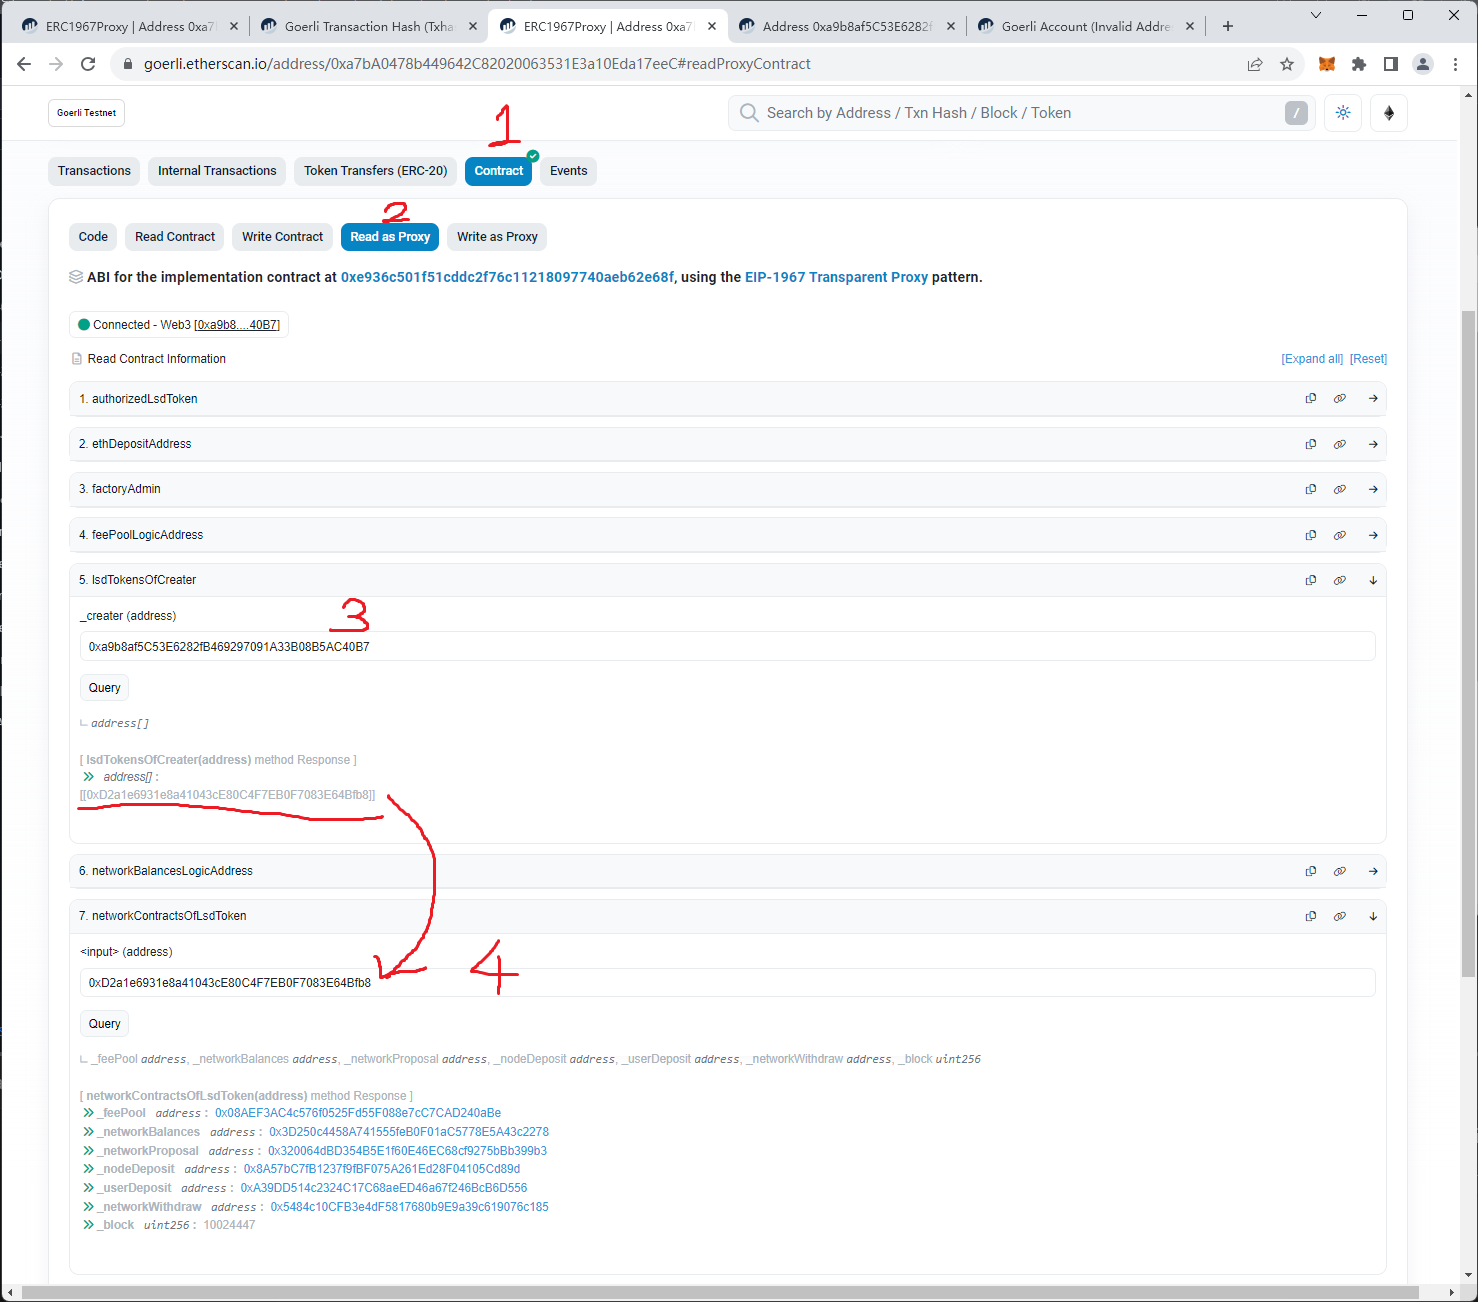 ERC1967Proxy | Address 0xa7
Goerli Transaction Hash (Txha
ERC1967Proxy | Address 0xa7
Address 0xa9b8af5C53E6282f
Goerli Account (Invalid Addre
goerli.etherscan.io/address/0xa7bA0478b449642C82020063531E3a10Eda17eeC#readProxyContract
Goerli Testnet
Search by Address / Txn Hash / Block / Token
/
1
Transactions
Internal Transactions
Token Transfers (ERC-20)
Contract
Events
2
Code
Read Contract
Write Contract
Read as Proxy
Write as Proxy
ABI for the implementation contract at 0xe936c501f51cddc2f76c11218097740aeb62e68f, using the EIP-1967 Transparent Proxy pattern.
Connected - Web3 [0xa9b8....40B7]
Read Contract Information
[Expand all] [Reset]
1. authorizedLsdToken
2. ethDepositAddress
3. factoryAdmin
4. feePoolLogicAddress
5. lsdTokensOfCreater
_creater (address)
3
0xa9b8af5C53E6282fB469297091A33B08B5AC40B7
Query
address[]
[ lsdTokensOfCreater(address) method Response ]
address[] :
[[0xD2a1e6931e8a41043cE80C4F7EB0F7083E64Bfb8]]
6. networkBalancesLogicAddress
7. networkContractsOfLsdToken
<input> (address)
4
0xD2a1e6931e8a41043cE80C4F7EB0F7083E64Bfb8
Query
_feePool address, _networkBalances address, _networkProposal address, _nodeDeposit address, _userDeposit address, _networkWithdraw address, _block uint256
[ networkContractsOfLsdToken(address) method Response ]
_feePool address : 0x08AEF3AC4c576f0525Fd55F088e7cC7CAD240aBe
_networkBalances address : 0x3D250c4458A741555feB0F01aC5778E5A43c2278
_networkProposal address : 0x320064dBD354B5E1f60E46EC68cf9275bBb399b3
_nodeDeposit address : 0x8A57bC7fB1237f9fBF075A261Ed28F04105Cd89d
_userDeposit address : 0xA39DD514c2324C17C68aeED46a67f246BcB6D556
_networkWithdraw address : 0x5484c10CFB3e4dF5817680b9E9a39c619076c185
_block uint256 : 10024447